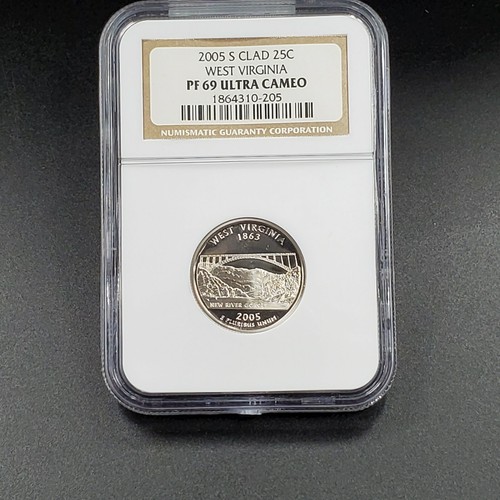 2005 S CLAD 25C
WEST VIRGINIA
PF 69 ULTRA CAMEO
1864310-205
NUMISMATIC GUARANTY CORPORATION
WEST VIRGINIA
1863
NEW RIVER
2005
E PLURIBUS UNUM